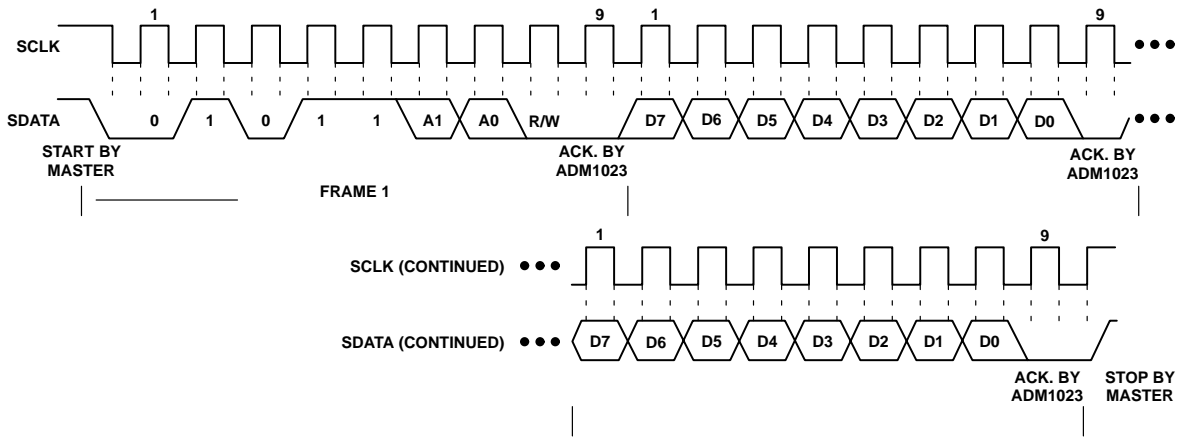 1 9 1 9
SCLK
SDATA 0 1 0 1 1 A1 A0 R/W D7 D6 D5 D4 D3 D2 D1 D0
START BY
MASTER
ACK. BY
ADM1023
ACK. BY
ADM1023
FRAME 1
1 9
SCLK (CONTINUED)
SDATA (CONTINUED) D7 D6 D5 D4 D3 D2 D1 D0
ACK. BY
ADM1023
STOP BY
MASTER